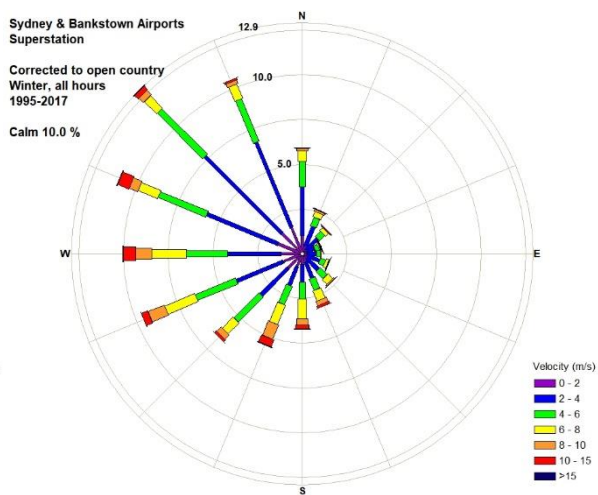 Sydney & Bankstown Airports
Superstation
Corrected to open country
Winter, all hours
1995-2017
Calm 10.0 %
N
12.9
10.0
5.0
W
E
S
Velocity (m/s)
0 - 2
2 - 4
4 - 6
6 - 8
8 - 10
10 - 15
>15